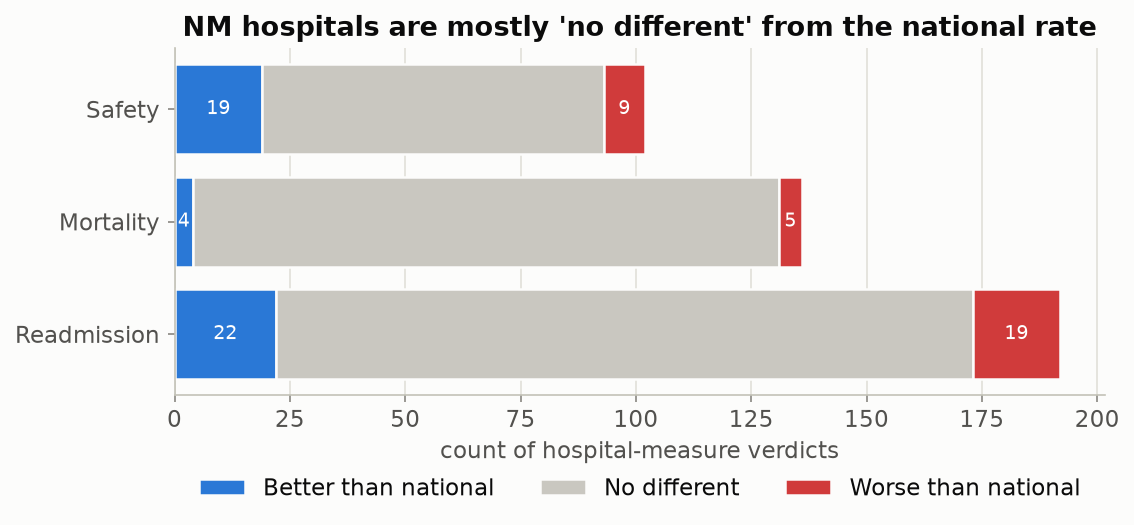 NM hospitals are mostly 'no different' from the national rate
Safety
19
9
Mortality
4
5
Readmission
22
19
0 25 50 75 100 125 150 175 200
count of hospital-measure verdicts
Better than national No different Worse than national